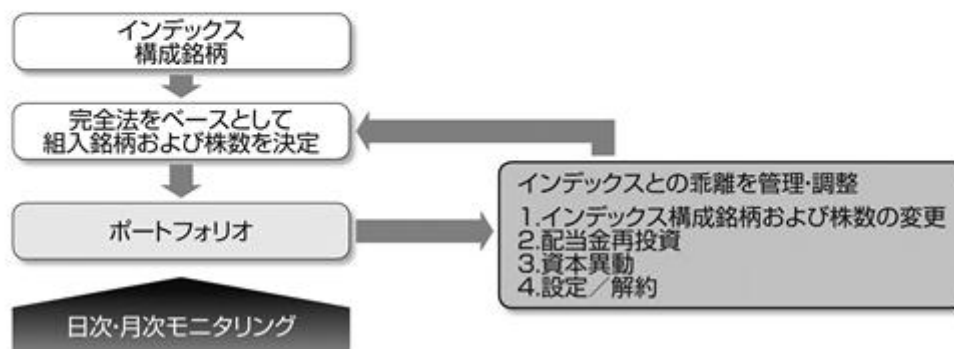 インデックス
構成銘柄
完全法をベースとして
組入銘柄および株数を決定
ポートフォリオ
日次・月次モニタリング
インデックスとの乖離を管理・調整
1.インデックス構成銘柄および株数の変更
2.配当金再投資
3.資本異動
4.設定／解約